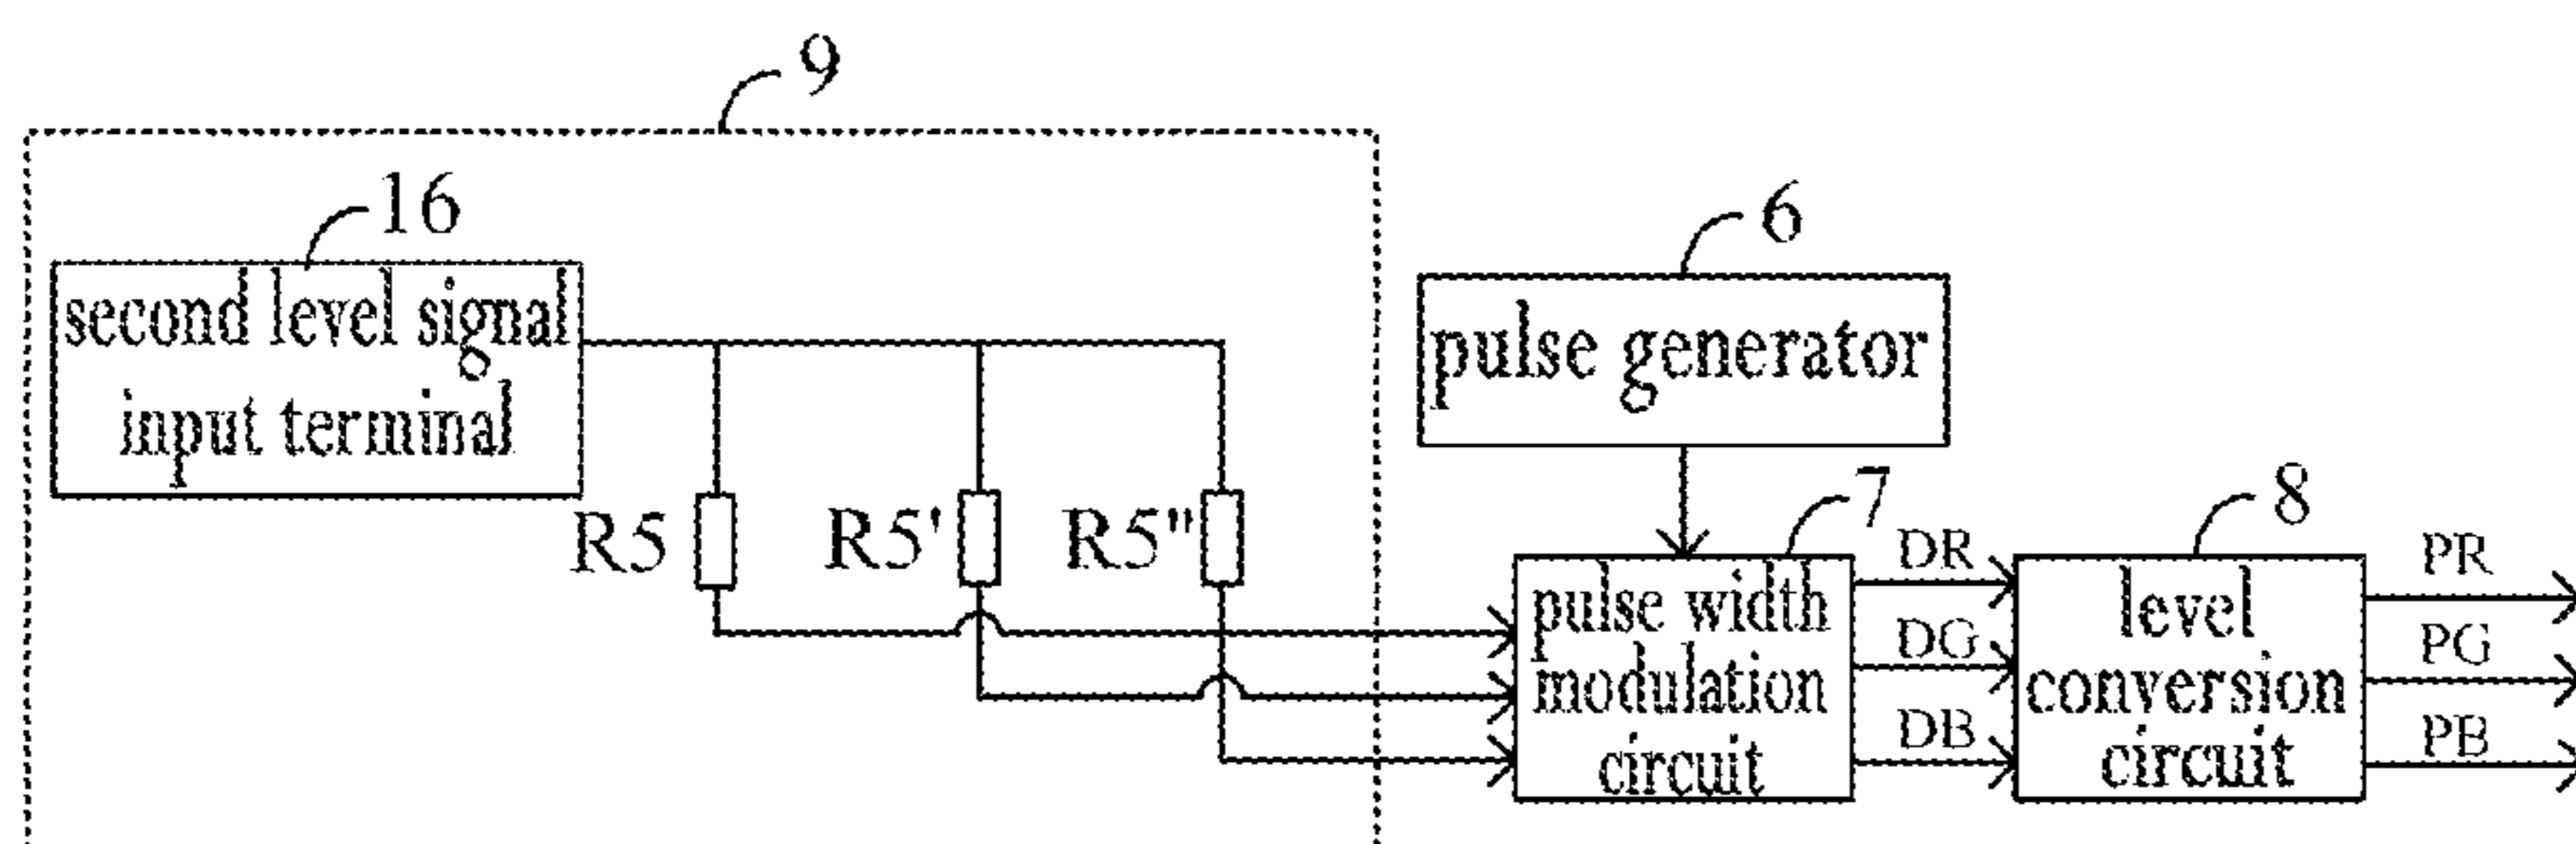 9
16
second level signal
input terminal
6
pulse generator
R5
R5'
R5"
7
pulse width
modulation
circuit
DR
DG
DB
8
level
conversion
circuit
PR
PG
PB